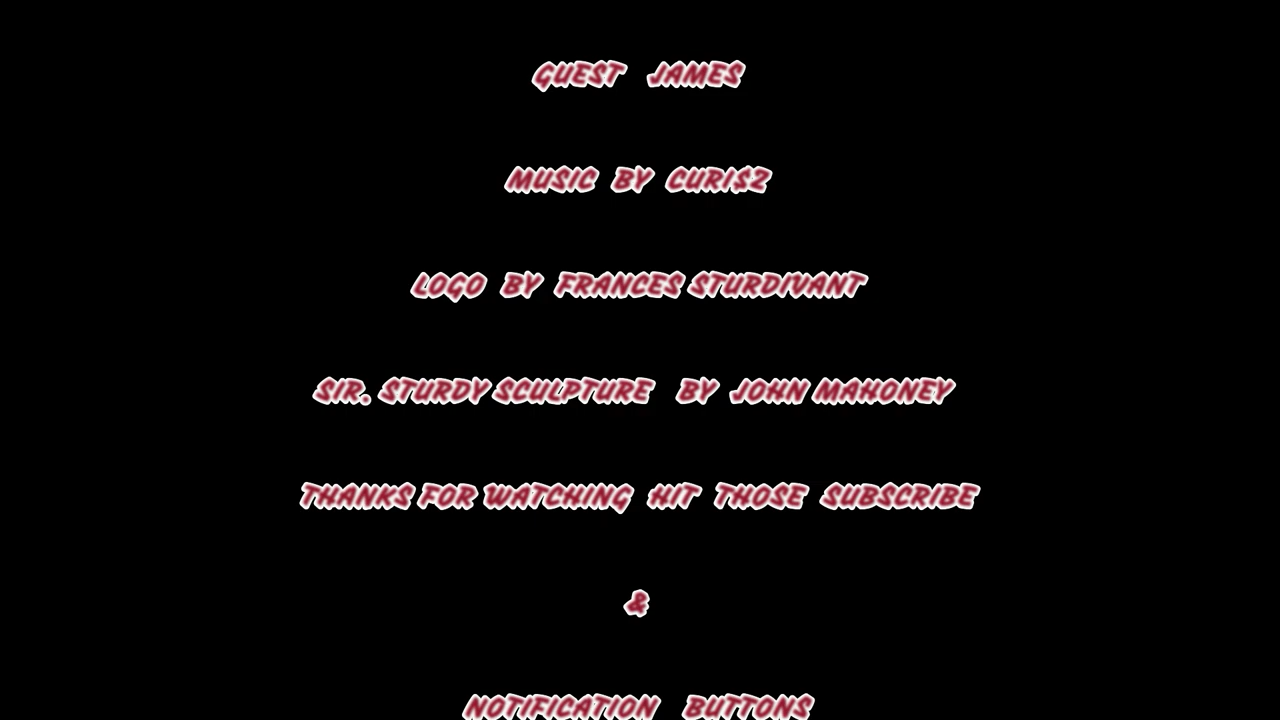 GUEST JAMES
MUSIC BY CURI$Z
LOGO BY FRANCES STURDIVANT
SIR. STURDY SCULPTURE BY JOHN MAHONEY
THANKS FOR WATCHING HIT THOSE SUBSCRIBE
&
NOTIFICATION BUTTONS